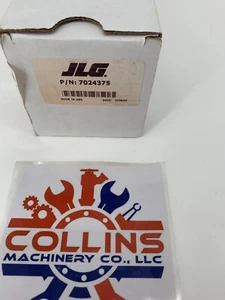 JLG
P/N: 7024375
MADE IN USA
COLLINS
MACHINERY CO., LLC